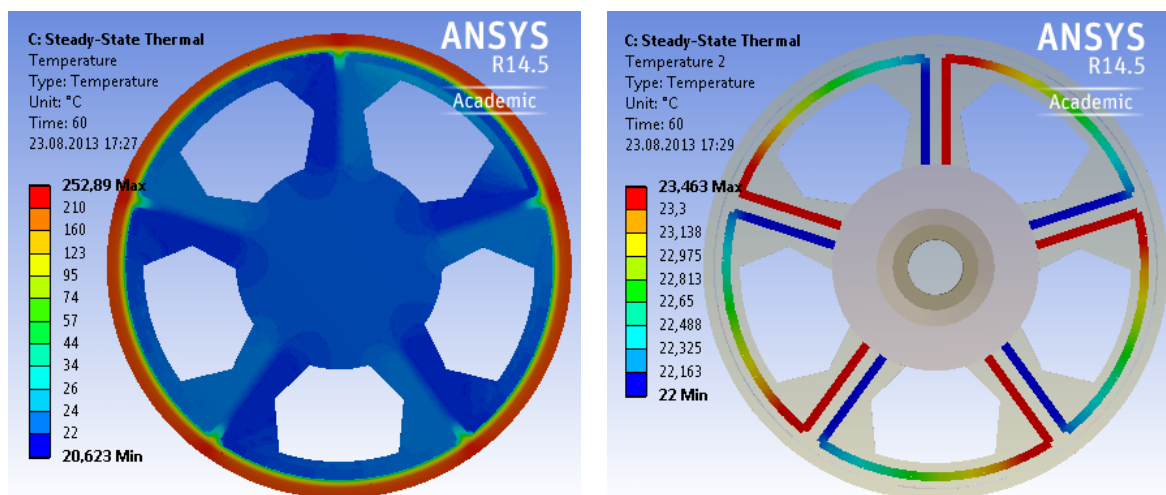 C: Steady-State Thermal
Temperature
Type: Temperature
Unit: °C
Time: 60
23.08.2013 17:27
ANSYS
R14.5
Academic
252,89 Max
210
160
123
95
74
57
44
34
26
24
22
20,623 Min
C: Steady-State Thermal
Temperature 2
Type: Temperature
Unit: °C
Time: 60
23.08.2013 17:29
ANSYS
R14.5
Academic
23,463 Max
23,3
23,138
22,975
22,813
22,65
22,488
22,325
22,163
22 Min